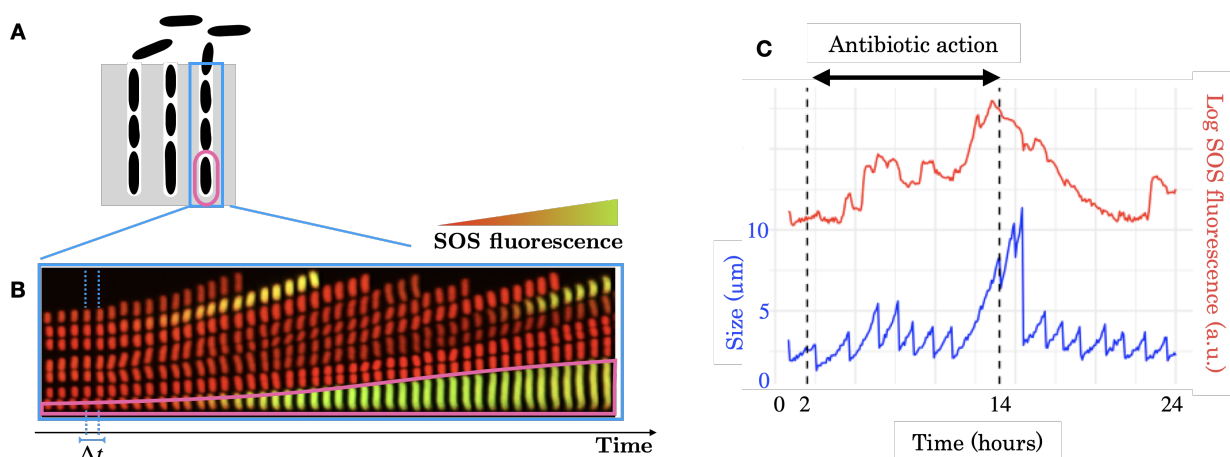 A
SOS fluorescence
B
Δt
Time
C
Antibiotic action
Log SOS fluorescence (a.u.)
Size (μm)
10
5
0
0 2 14 24
Time (hours)